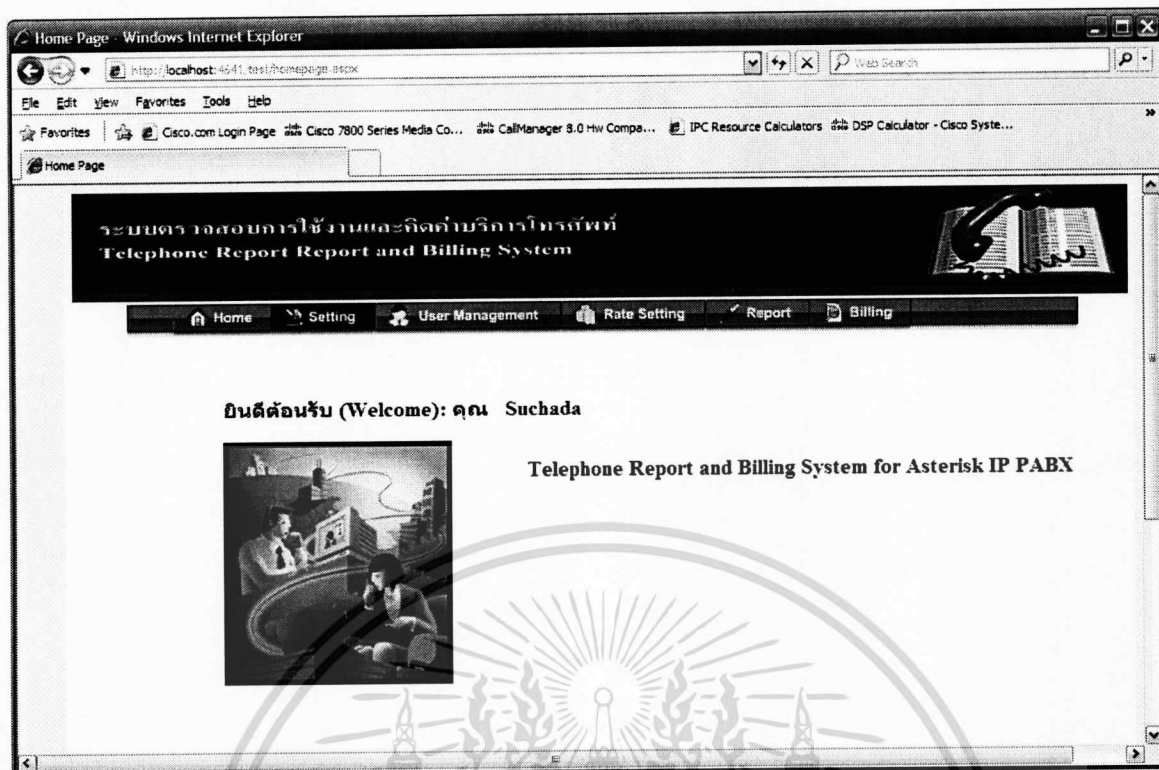 Home Page - Windows Internet Explorer
http://localhost:4641/test/homepage.aspx
Web Search
File Edit View Favorites Tools Help
Favorites Cisco.com Login Page Cisco 7800 Series Media Co... CallManager 8.0 Hw Compa... IPC Resource Calculators DSP Calculator - Cisco Syste...
Home Page
ระบบตรวจสอบการใช้งานและคิดค่าบริการโทรศัพท์
Telephone Report Report and Billing System
Home Setting User Management Rate Setting Report Billing
ยินดีต้อนรับ (Welcome): คุณ Suchada
Telephone Report and Billing System for Asterisk IP PABX